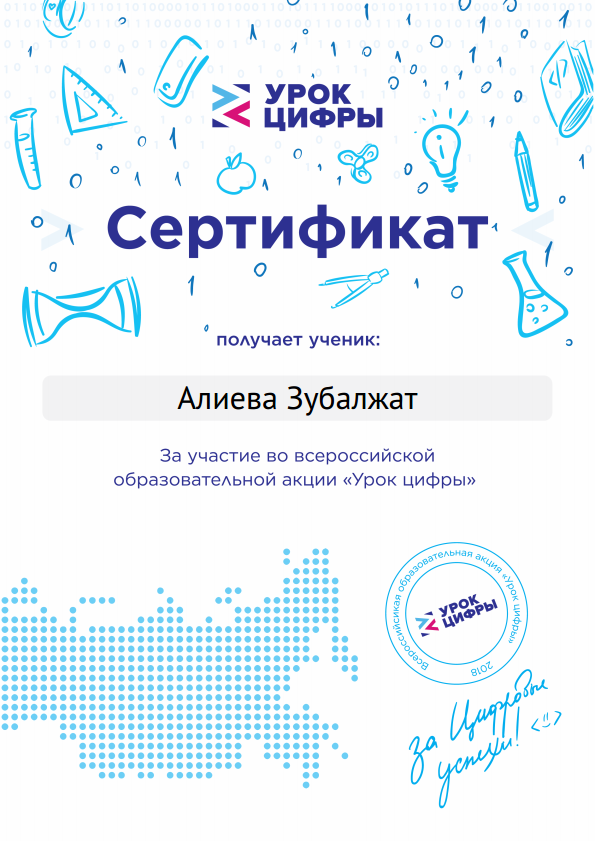 УРОК
ЦИФРЫ
Сертификат
получает ученик:
Алиева Зубалжат
За участие во всероссийской
образовательной акции «Урок цифры»
Всероссийская образовательная акция «Урок цифры»
УРОК
ЦИФРЫ
2018
за Цифровые
успехи!